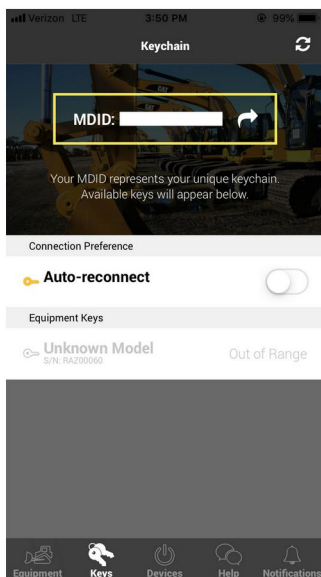 Verizon LTE 3:50 PM 99%
Keychain
MDID:
Your MDID represents your unique keychain.
Available keys will appear below.
Connection Preference
Auto-reconnect
Equipment Keys
Unknown Model Out of Range
S/N: RAZ00060
Equipment Keys Devices Help Notifications